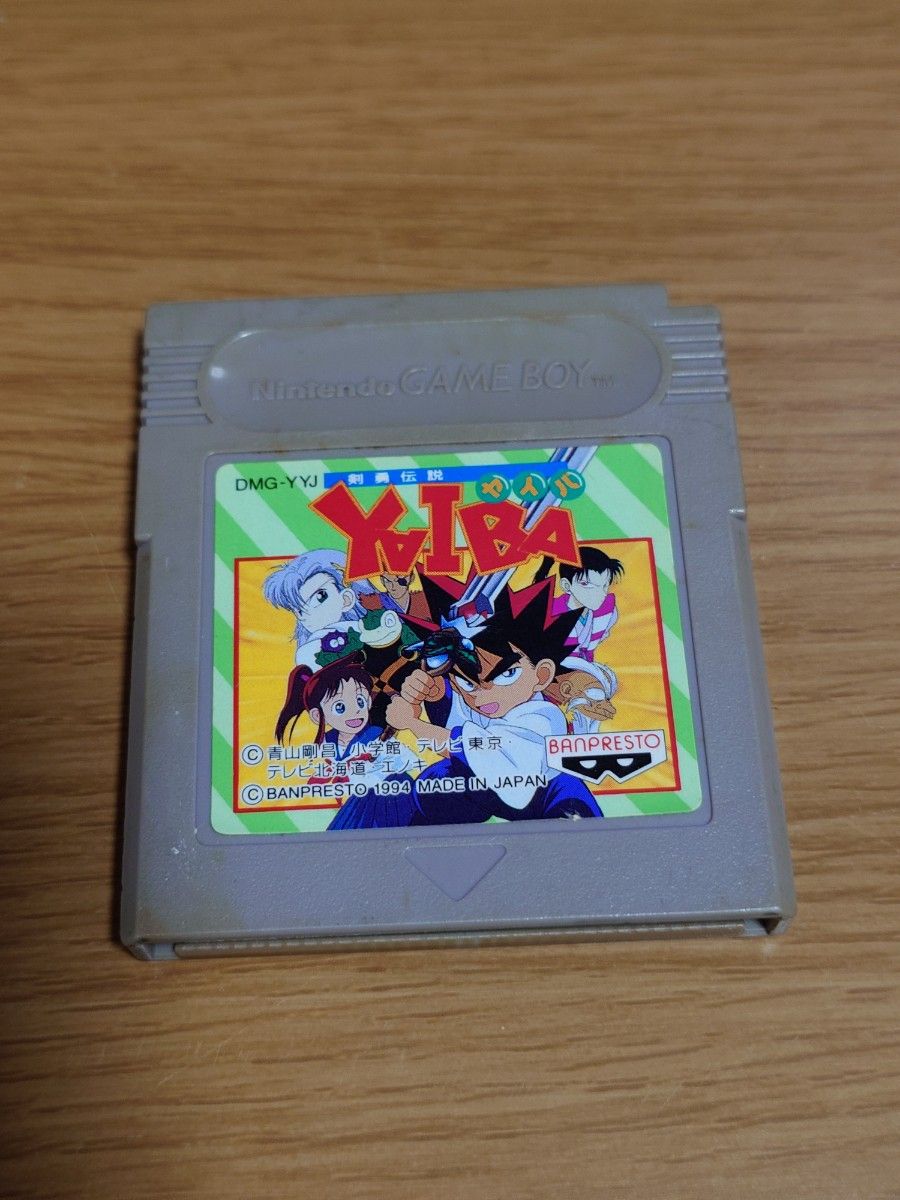 Nintendo GAME BOY™
DMG-YYJ
剣勇伝説
YAIBA
ヤイバ
© 青山剛昌・小学館・テレビ東京・
テレビ北海道・エノキ
© BANPRESTO 1994 MADE IN JAPAN
BANPRESTO